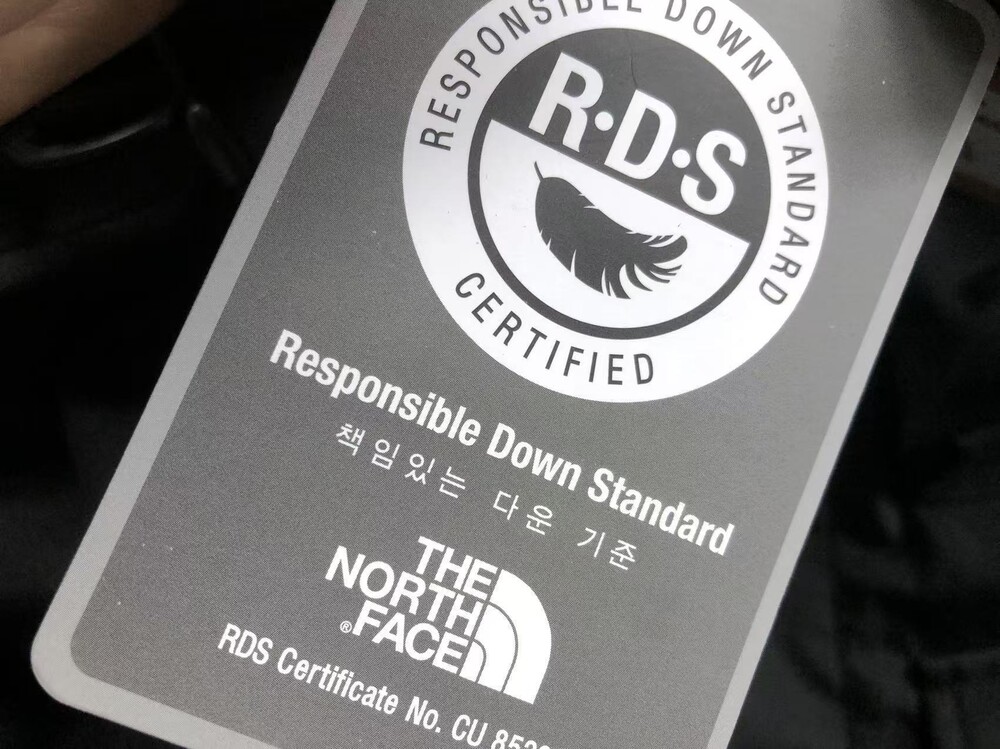 RESPONSIBLE DOWN STANDARD
R·D·S
CERTIFIED
Responsible Down Standard
책임있는 다운 기준
THE
NORTH
®FACE
RDS Certificate No. CU